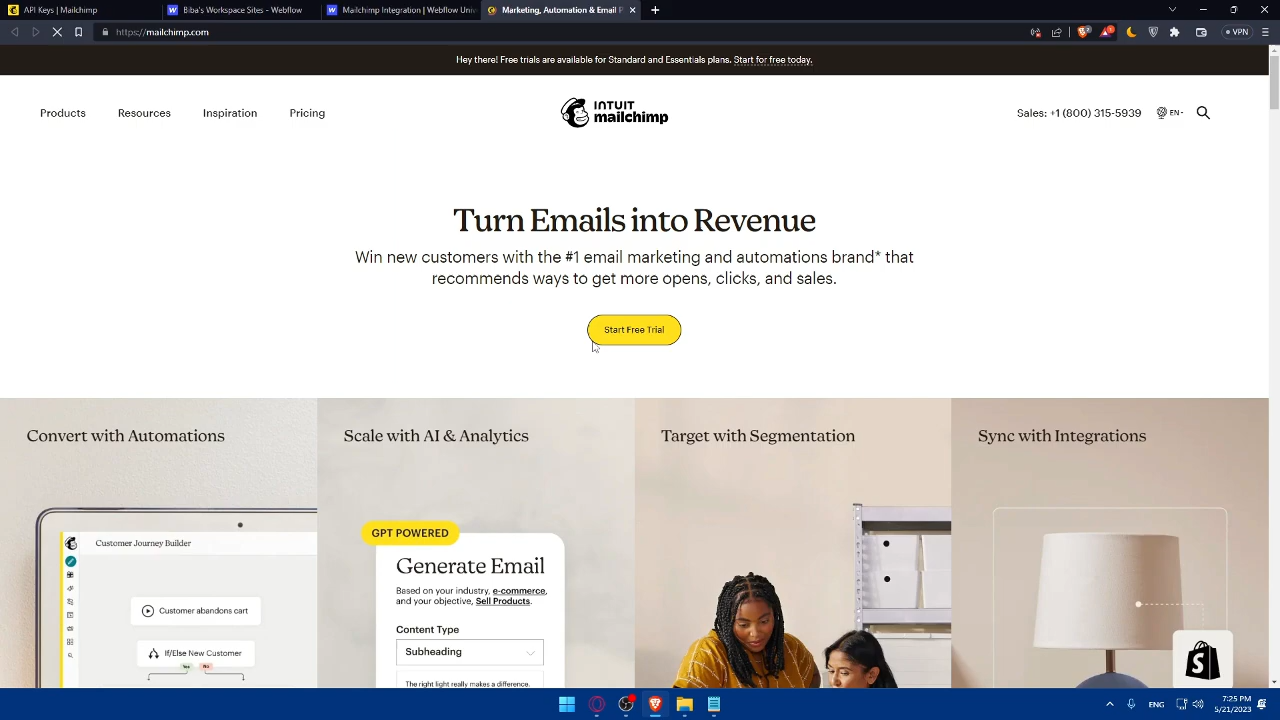 API Keys | Mailchimp
Biba's Workspace Sites - Webflow
Mailchimp Integration | Webflow Univ
Marketing, Automation & Email P
https://mailchimp.com
VPN
Hey there! Free trials are available for Standard and Essentials plans. Start for free today.
Products
Resources
Inspiration
Pricing
INTUIT
mailchimp
Sales: +1 (800) 315-5939
EN
Turn Emails into Revenue
Win new customers with the #1 email marketing and automations brand* that
recommends ways to get more opens, clicks, and sales.
Start Free Trial
Convert with Automations
Scale with AI & Analytics
Target with Segmentation
Sync with Integrations
Customer Journey Builder
Customer abandons cart
If/Else New Customer
Yes
No
GPT POWERED
Generate Email
Based on your industry, e-commerce,
and your objective, Sell Products.
Content Type
Subheading
The right light really makes a difference.
ENG
7:25 PM
5/21/2023